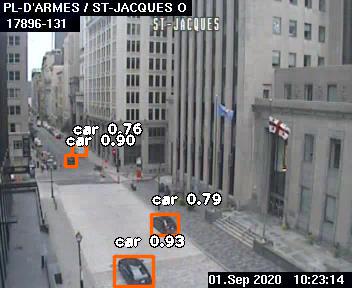 PL-D'ARMES / ST-JACQUES O
17896-131
ST-JACQUES
car 0.76
car 0.90
car 0.79
car 0.93
01.Sep 2020 10:23:14